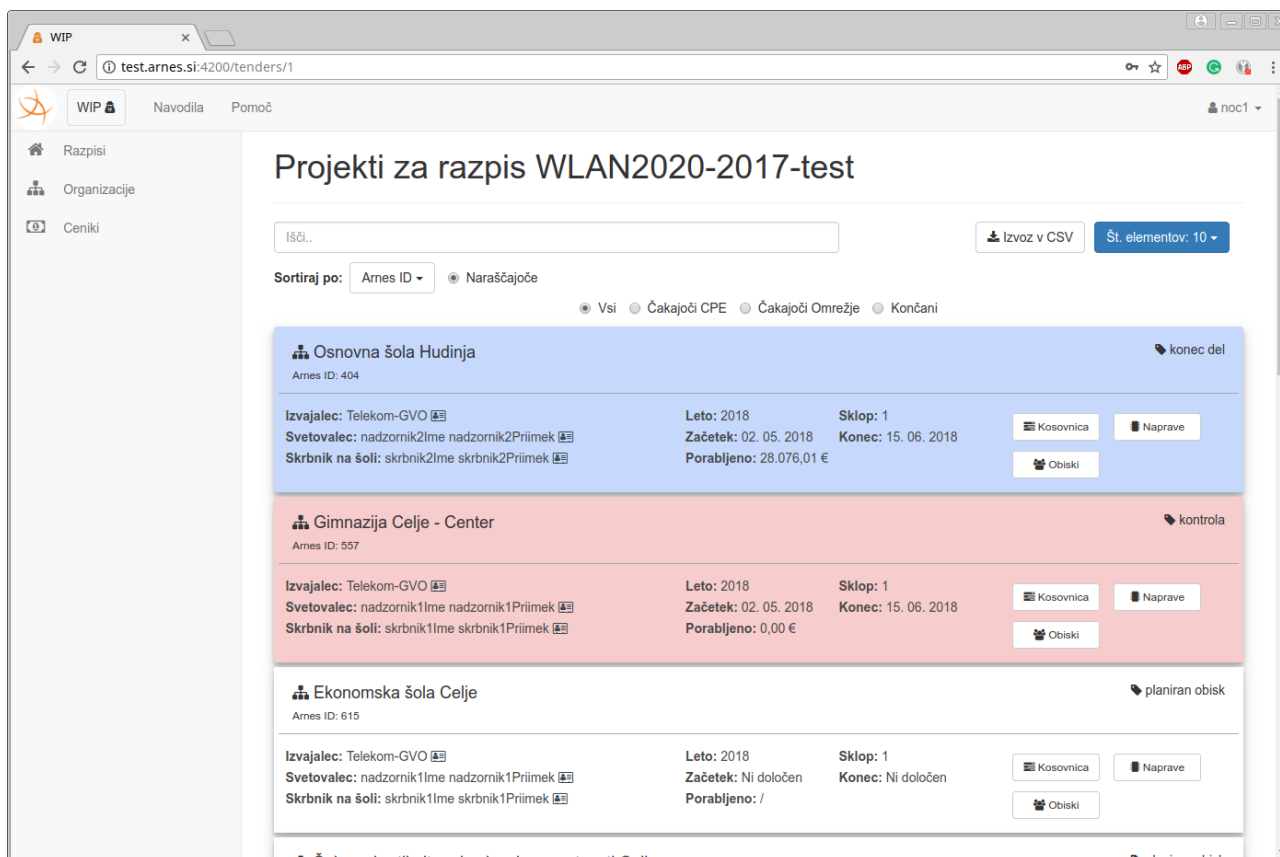 WIP
test.arnes.si:4200/tenders/1
ABP
WIP Navodila Pomoč noc1
Razpisi
Organizacije
Ceniki
Projekti za razpis WLAN2020-2017-test
Išči..
Izvoz v CSV
Št. elementov: 10
Sortiraj po: Arnes ID Naraščajoče
Vsi Čakajoči CPE Čakajoči Omrežje Končani
Osnovna šola Hudinja konec del
Arnes ID: 404
Izvajalec: Telekom-GVO Leto: 2018 Sklop: 1
Svetovalec: nadzornik2Ime nadzornik2Priimek Začetek: 02. 05. 2018 Konec: 15. 06. 2018
Skrbnik na šoli: skrbnik2Ime skrbnik2Priimek Porabljeno: 28.076,01 €
Kosovnica Naprave
Obiski
Gimnazija Celje - Center kontrola
Arnes ID: 557
Izvajalec: Telekom-GVO Leto: 2018 Sklop: 1
Svetovalec: nadzornik1Ime nadzornik1Priimek Začetek: 02. 05. 2018 Konec: 15. 06. 2018
Skrbnik na šoli: skrbnik1Ime skrbnik1Priimek Porabljeno: 0,00 €
Kosovnica Naprave
Obiski
Ekonomska šola Celje planiran obisk
Arnes ID: 615
Izvajalec: Telekom-GVO Leto: 2018 Sklop: 1
Svetovalec: nadzornik1Ime nadzornik1Priimek Začetek: Ni določen Konec: Ni določen
Skrbnik na šoli: skrbnik1Ime skrbnik1Priimek Porabljeno: /
Kosovnica Naprave
Obiski